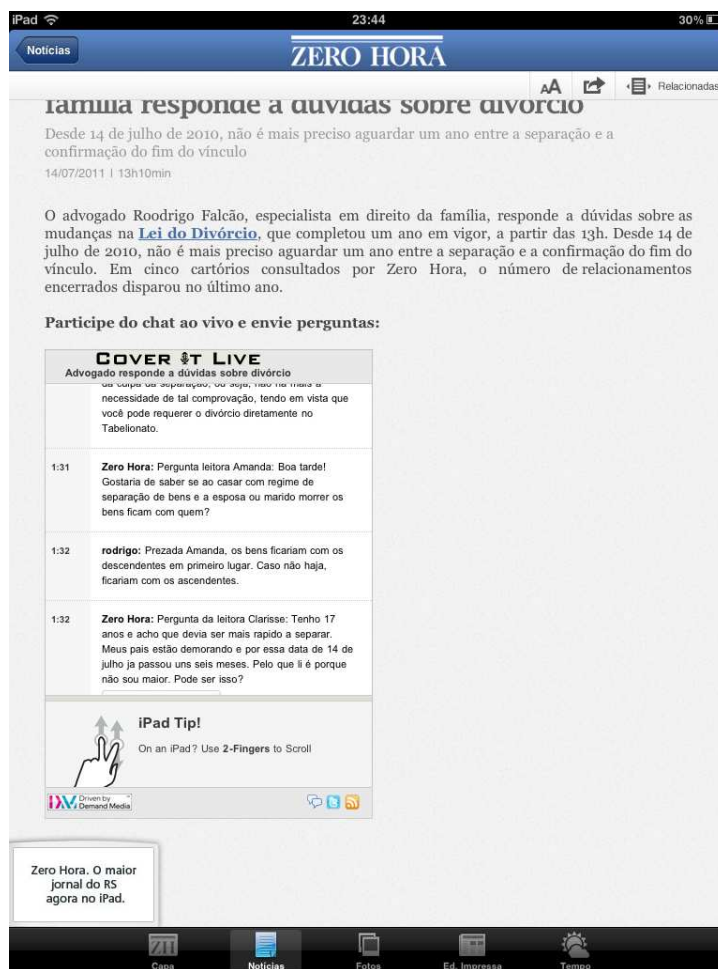 iPad 23:44 30%
Notícias
ZERO HORA
AA Relacionadas
família responde a dúvidas sobre divórcio
Desde 14 de julho de 2010, não é mais preciso aguardar um ano entre a separação e a
confirmação do fim do vínculo
14/07/2011 | 13h10min
O advogado Roodrigo Falcão, especialista em direito da família, responde a dúvidas sobre as
mudanças na Lei do Divórcio, que completou um ano em vigor, a partir das 13h. Desde 14 de
julho de 2010, não é mais preciso aguardar um ano entre a separação e a confirmação do fim do
vínculo. Em cinco cartórios consultados por Zero Hora, o número de relacionamentos
encerrados disparou no último ano.
Participe do chat ao vivo e envie perguntas:
COVER IT LIVE
Advogado responde a dúvidas sobre divórcio
da culpa da separação, ou seja, não há mais a
necessidade de tal comprovação, tendo em vista que
você pode requerer o divórcio diretamente no
Tabelionato.
1:31 Zero Hora: Pergunta leitora Amanda: Boa tarde!
Gostaria de saber se ao casar com regime de
separação de bens e a esposa ou marido morrer os
bens ficam com quem?
1:32 rodrigo: Prezada Amanda, os bens ficariam com os
descendentes em primeiro lugar. Caso não haja,
ficariam com os ascendentes.
1:32 Zero Hora: Pergunta da leitora Clarisse: Tenho 17
anos e acho que devia ser mais rapido a separar.
Meus pais estão demorando e por essa data de 14 de
julho ja passou uns seis meses. Pelo que li é porque
não sou maior. Pode ser isso?
iPad Tip!
On an iPad? Use 2-Fingers to Scroll
Driven by
Demand Media
Zero Hora. O maior
jornal do RS
agora no iPad.
ZH
Capa Notícias Fotos Ed. Impressa Tempo